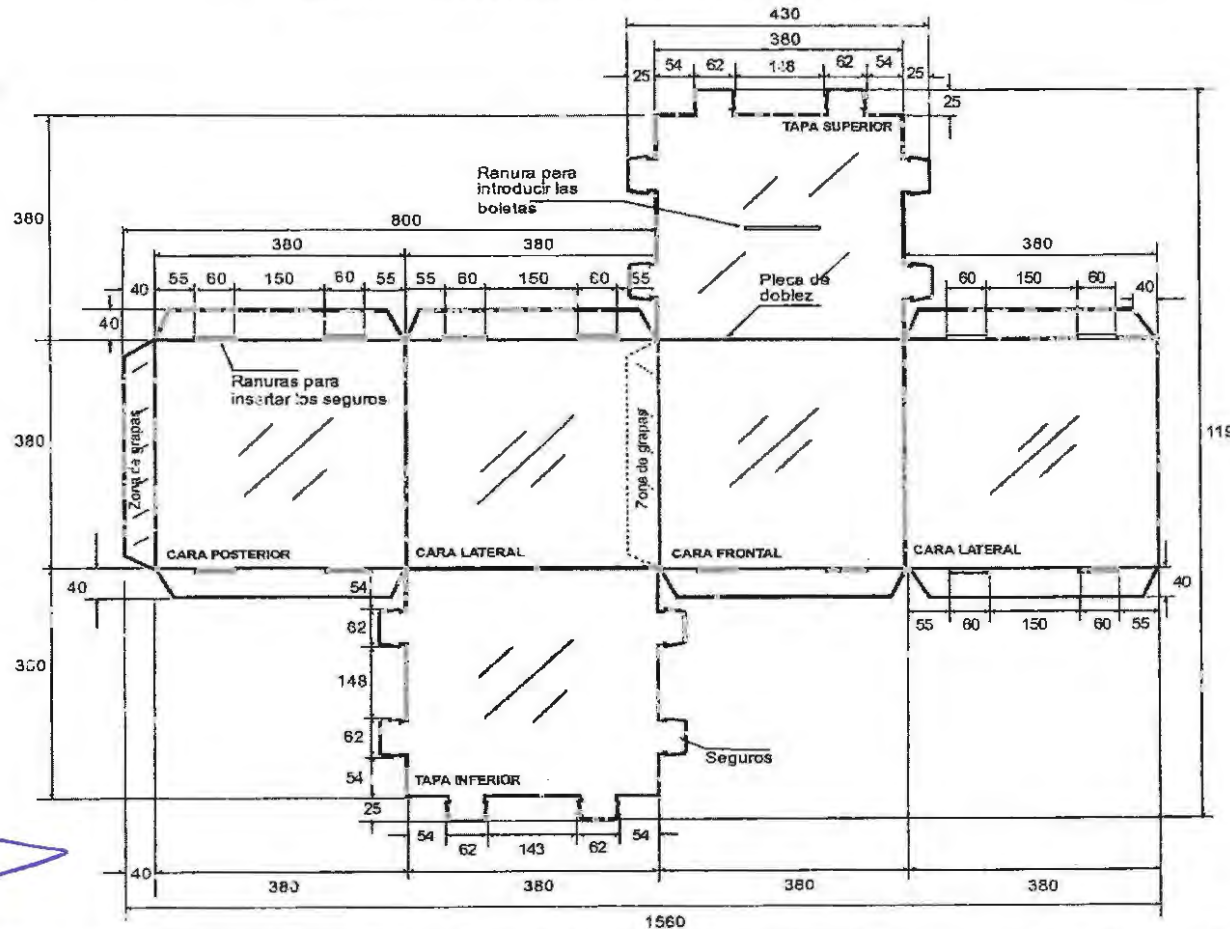 430
380
54 62 148 62 54
25 25
25
TAPA SUPERIOR
Ranura para
introducir las
boletas
380
800
380 380 380
55 60 150 60 55 55 60 150 60 55 60 150 60
40 40
40
Pleca de
doblez
Ranuras para
insertar los seguros
380
Zona de grapas
Zona de grapas
CARA POSTERIOR CARA LATERAL CARA FRONTAL CARA LATERAL
40 54 40
62 55 60 150 60 55
148
62
Seguros
54
TAPA INFERIOR
25
54 62 143 62 54
40 380 380 380 380
1560